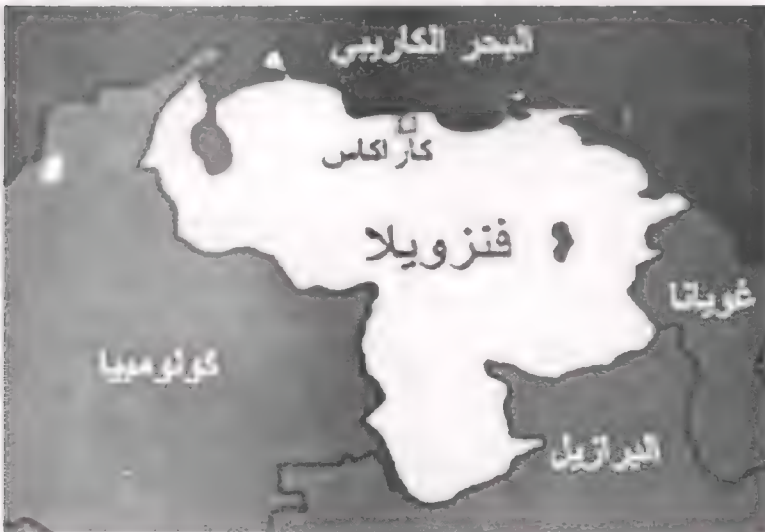 البحر الكاريبي
كاراكاس
فنزويلا
غويانا
كولومبيا
البرازيل